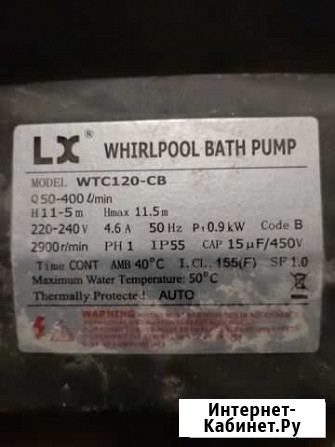 LX ® WHIRLPOOL BATH PUMP
MODEL WTC120-CB
Q 50-400 ℓ/min
H 11-5m Hmax 11.5m
220-240V 4.6A 50Hz P₁ 0.9kW Code B
2900r/min PH 1 IP55 CAP 15μF/450V
Time CONT AMB 40°C I.CL. 155(F) SF 1.0
Maximum Water Temperature: 50°C
Thermally Protected AUTO
WARNING
Интернет-
Кабинет.Ру